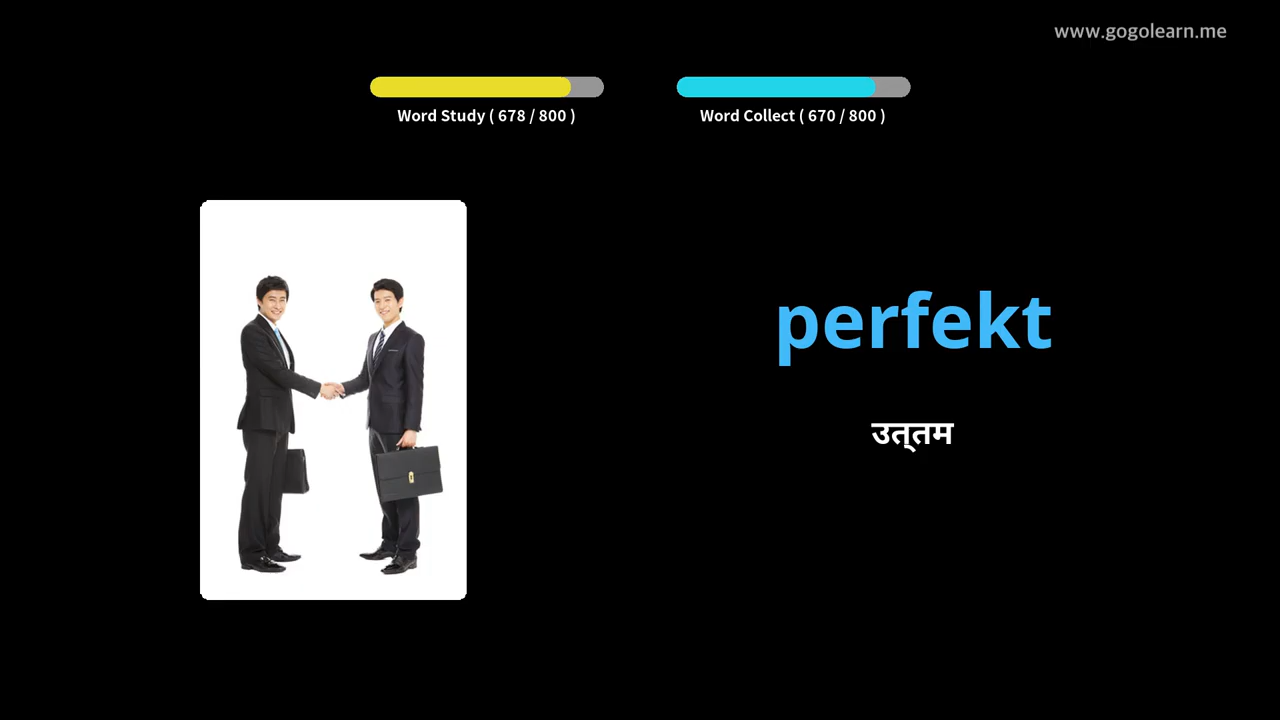 www.gogolearn.me
Word Study ( 678 / 800 )
Word Collect ( 670 / 800 )
perfekt
उत्तम